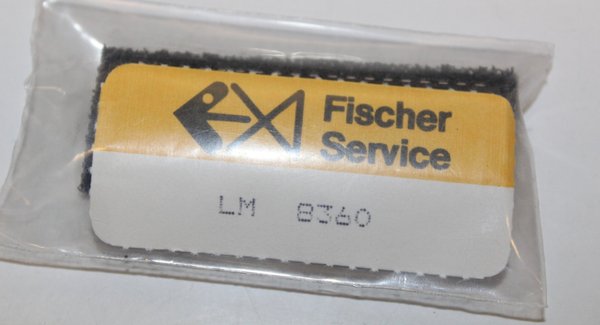 Fischer
Service
LM 8360